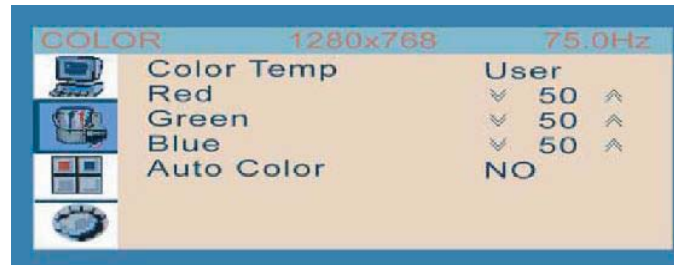 COLOR 1280x768 75.0Hz
Color Temp User
Red 50
Green 50
Blue 50
Auto Color NO